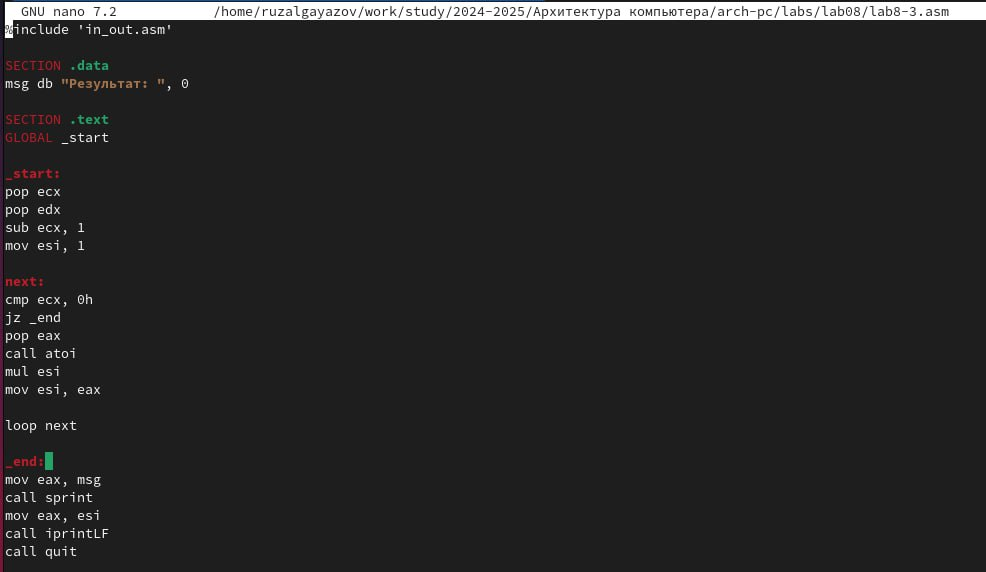 GNU nano 7.2 /home/ruzalgayazov/work/study/2024-2025/Архитектура компьютера/arch-pc/labs/lab08/lab8-3.asm
%include 'in_out.asm'
SECTION .data
msg db "Результат: ", 0
SECTION .text
GLOBAL _start
_start:
pop ecx
pop edx
sub ecx, 1
mov esi, 1
next:
cmp ecx, 0h
jz _end
pop eax
call atoi
mul esi
mov esi, eax
loop next
_end:
mov eax, msg
call sprint
mov eax, esi
call iprintLF
call quit